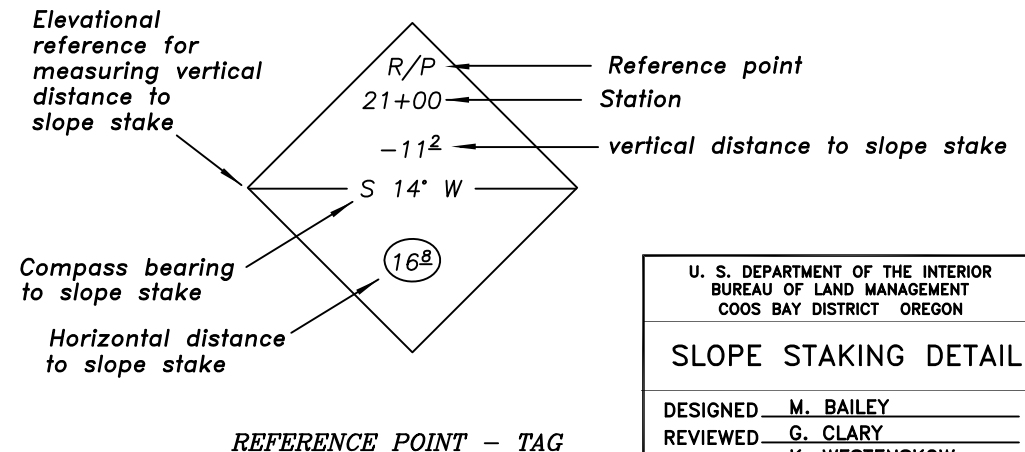 Elevational
reference for
measuring vertical
distance to
slope stake
R/P
Reference point
21+00
Station
-11²
vertical distance to slope stake
S 14° W
Compass bearing
to slope stake
16⁸
Horizontal distance
to slope stake
REFERENCE POINT – TAG
U. S. DEPARTMENT OF THE INTERIOR
BUREAU OF LAND MANAGEMENT
COOS BAY DISTRICT OREGON
SLOPE STAKING DETAIL
DESIGNED M. BAILEY
REVIEWED G. CLARY